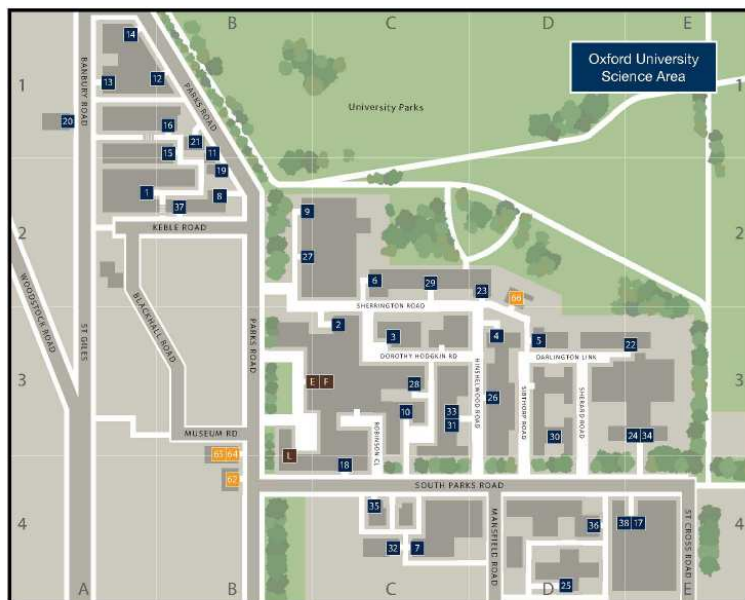 B
C
D
E
14
Oxford University
Science Area
BANBURY ROAD
PARKS ROAD
1
13
12
1
University Parks
20
16
21
15
11
19
1
8
37
9
2
KEBLE ROAD
2
27
WOODSTOCK ROAD
6
29
23
66
SHERRINGTON ROAD
ST GILES
BLACKHALL ROAD
PARKS ROAD
2
3
4
5
22
DOROTHY HODGKIN RD
DARLINGTON LINK
3
E F
28
HINSHELWOOD ROAD
SIBTHORP ROAD
SHERARD ROAD
3
26
10
33
31
MUSEUM RD
ROBINSON CL
30
24 34
64
L
18
62
SOUTH PARKS ROAD
35
MANSFIELD ROAD
ST CROSS ROAD
4
36
38 17
4
32
7
25
A
B
C
D
E